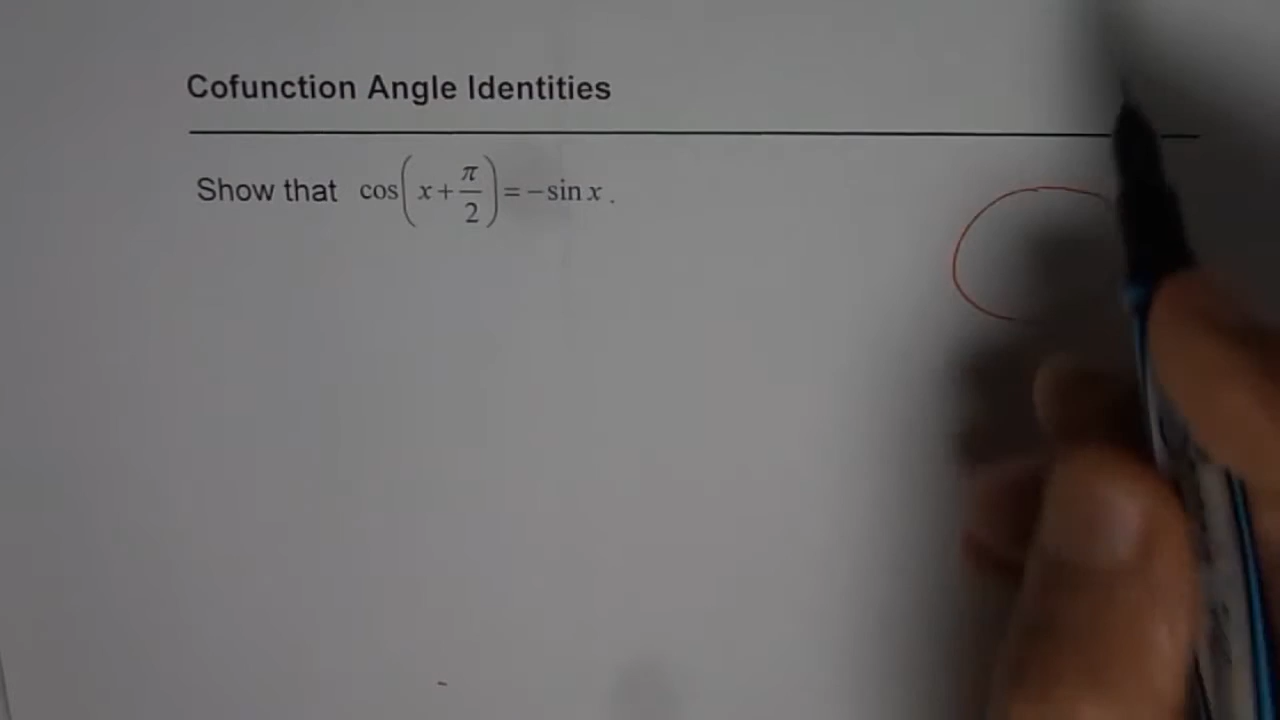 Cofunction Angle Identities
Show that cos(x + π/2) = −sin x .